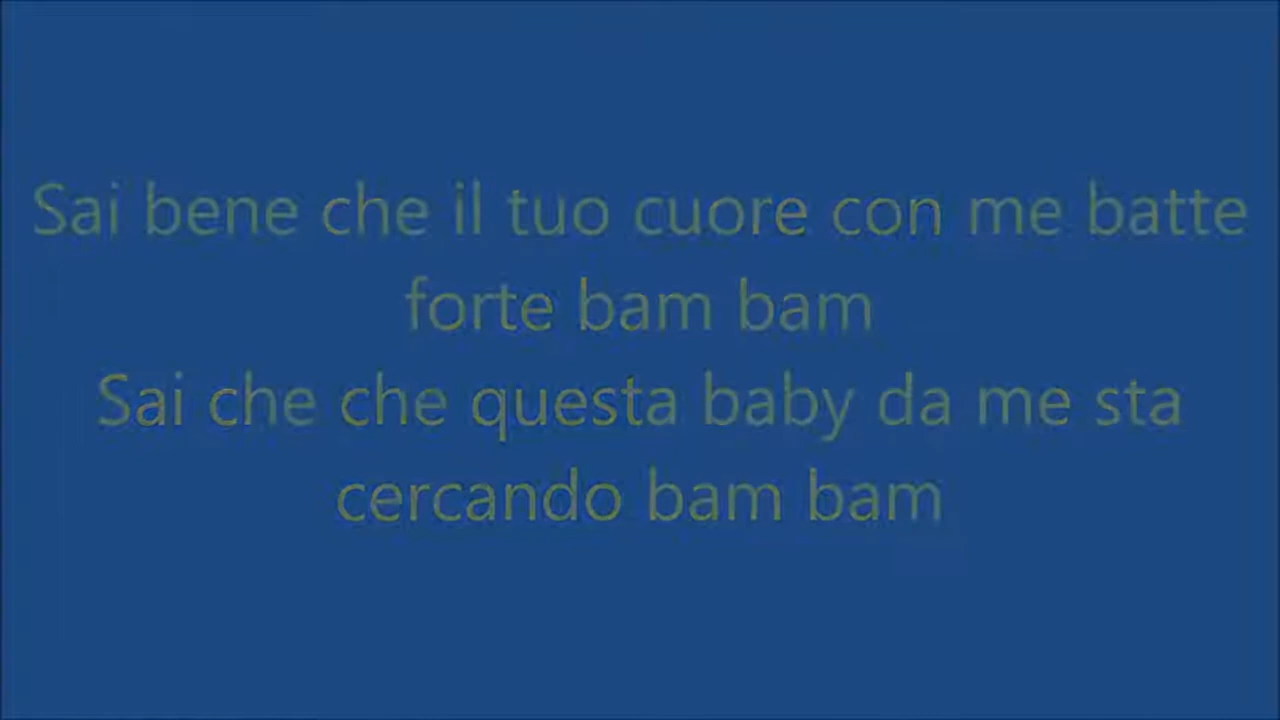 Sai bene che il tuo cuore con me batte
forte bam bam
Sai che che questa baby da me sta
cercando bam bam